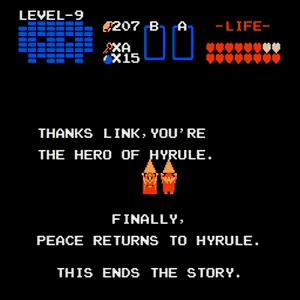 LEVEL-9
207 B A -LIFE-
XA
X15
THANKS LINK,YOU'RE
THE HERO OF HYRULE.
FINALLY,
PEACE RETURNS TO HYRULE.
THIS ENDS THE STORY.